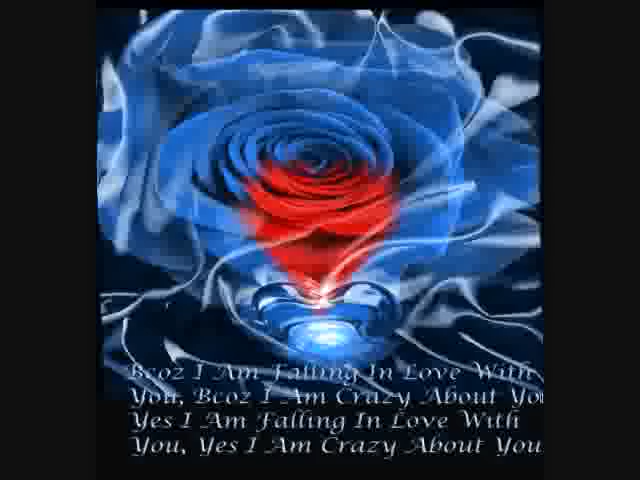 Bcoz I Am Falling In Love With
You, Bcoz I Am Crazy About You
Yes I Am Falling In Love With
You, Yes I Am Crazy About You